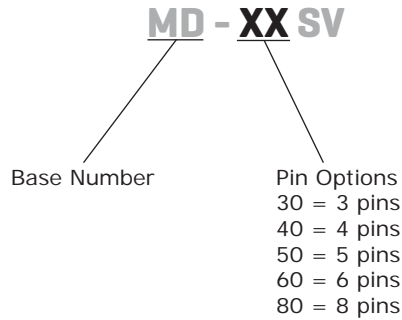 MD - XX SV
Base Number
Pin Options
30 = 3 pins
40 = 4 pins
50 = 5 pins
60 = 6 pins
80 = 8 pins